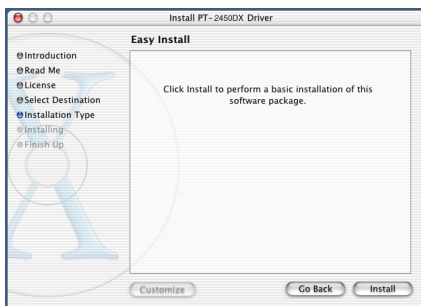 Install PT-2450DX Driver
Easy Install
Introduction
Read Me
License
Select Destination
Installation Type
Installing
Finish Up
Click Install to perform a basic installation of this
software package.
Customize
Go Back
Install